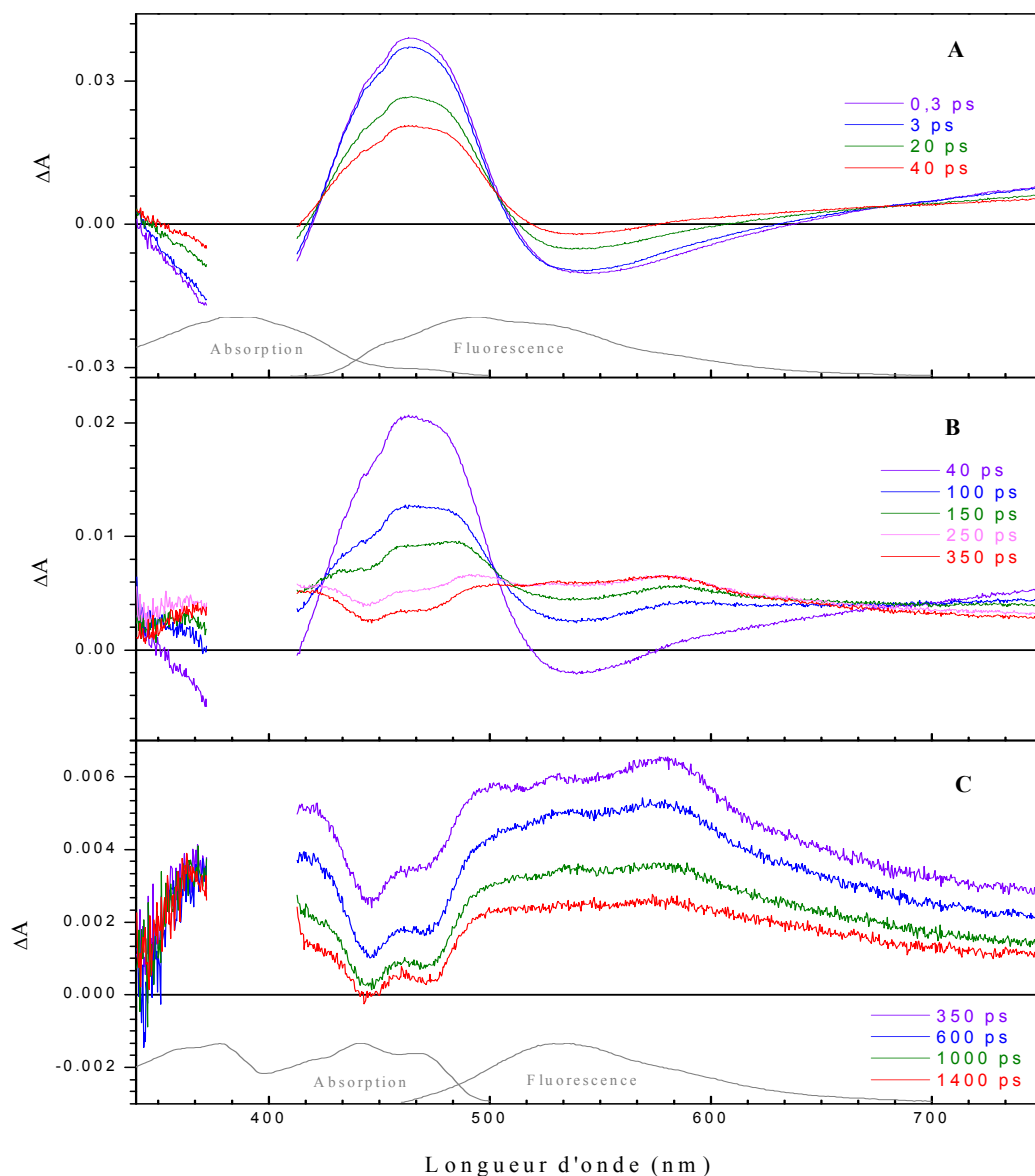 A
0.03
0,3 ps
3 ps
20 ps
40 ps
ΔA
0.00
Absorption
Fluorescence
-0.03
B
0.02
40 ps
100 ps
150 ps
250 ps
350 ps
ΔA
0.01
0.00
C
0.006
0.004
ΔA
0.002
0.000
350 ps
600 ps
1000 ps
1400 ps
Absorption
Fluorescence
-0.002
400 500 600 700
Longueur d'onde (nm)